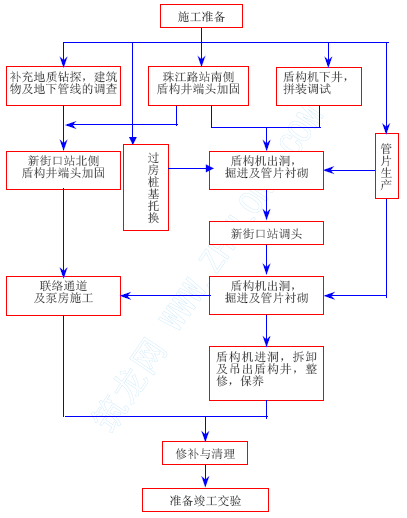 施工准备
补充地质钻探，建筑
物及地下管线的调查
珠江路站南侧
盾构井端头加固
盾构机下井，
拼装调试
新街口站北侧
盾构井端头加固
过
房
桩
基
托
换
盾构机出洞，
掘进及管片衬砌
管
片
生
产
新街口站调头
联络通道
及泵房施工
盾构机出洞，
掘进及管片衬砌
盾构机进洞，拆卸
及吊出盾构井，整
修，保养
修补与清理
准备竣工交验
筑龙网 WWW.ZHULONG.COM